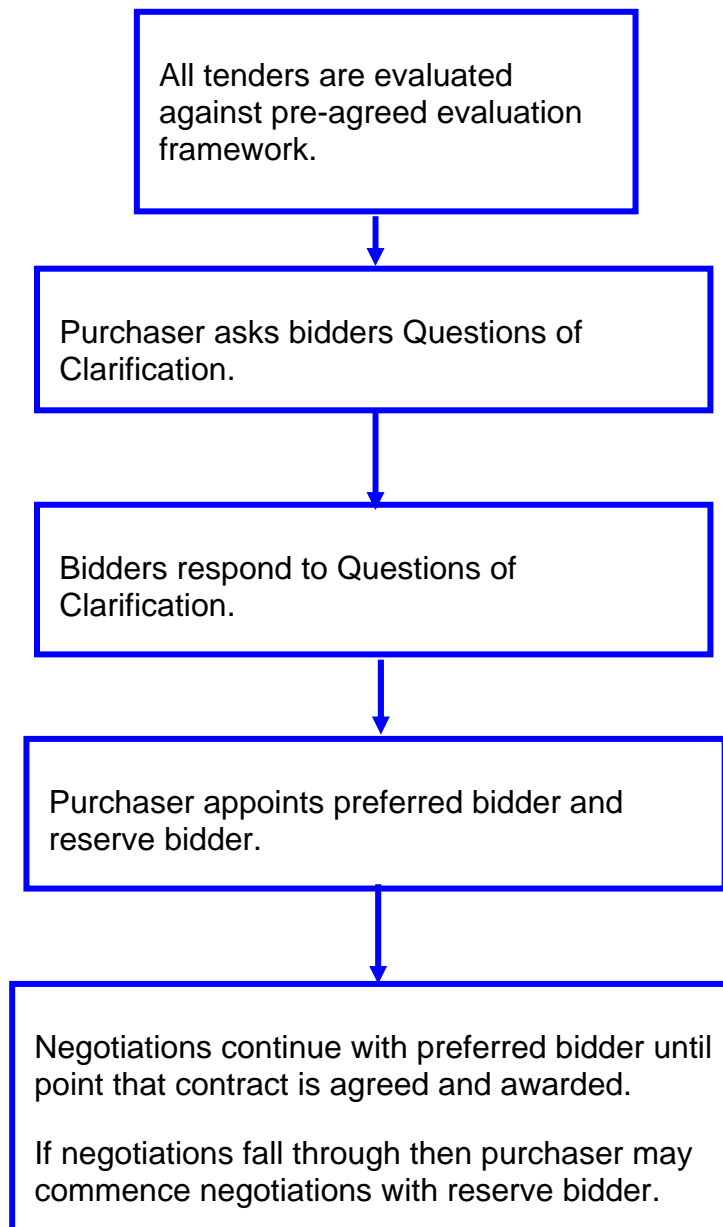 All tenders are evaluated
against pre-agreed evaluation
framework.
Purchaser asks bidders Questions of
Clarification.
Bidders respond to Questions of
Clarification.
Purchaser appoints preferred bidder and
reserve bidder.
Negotiations continue with preferred bidder until
point that contract is agreed and awarded.
If negotiations fall through then purchaser may
commence negotiations with reserve bidder.